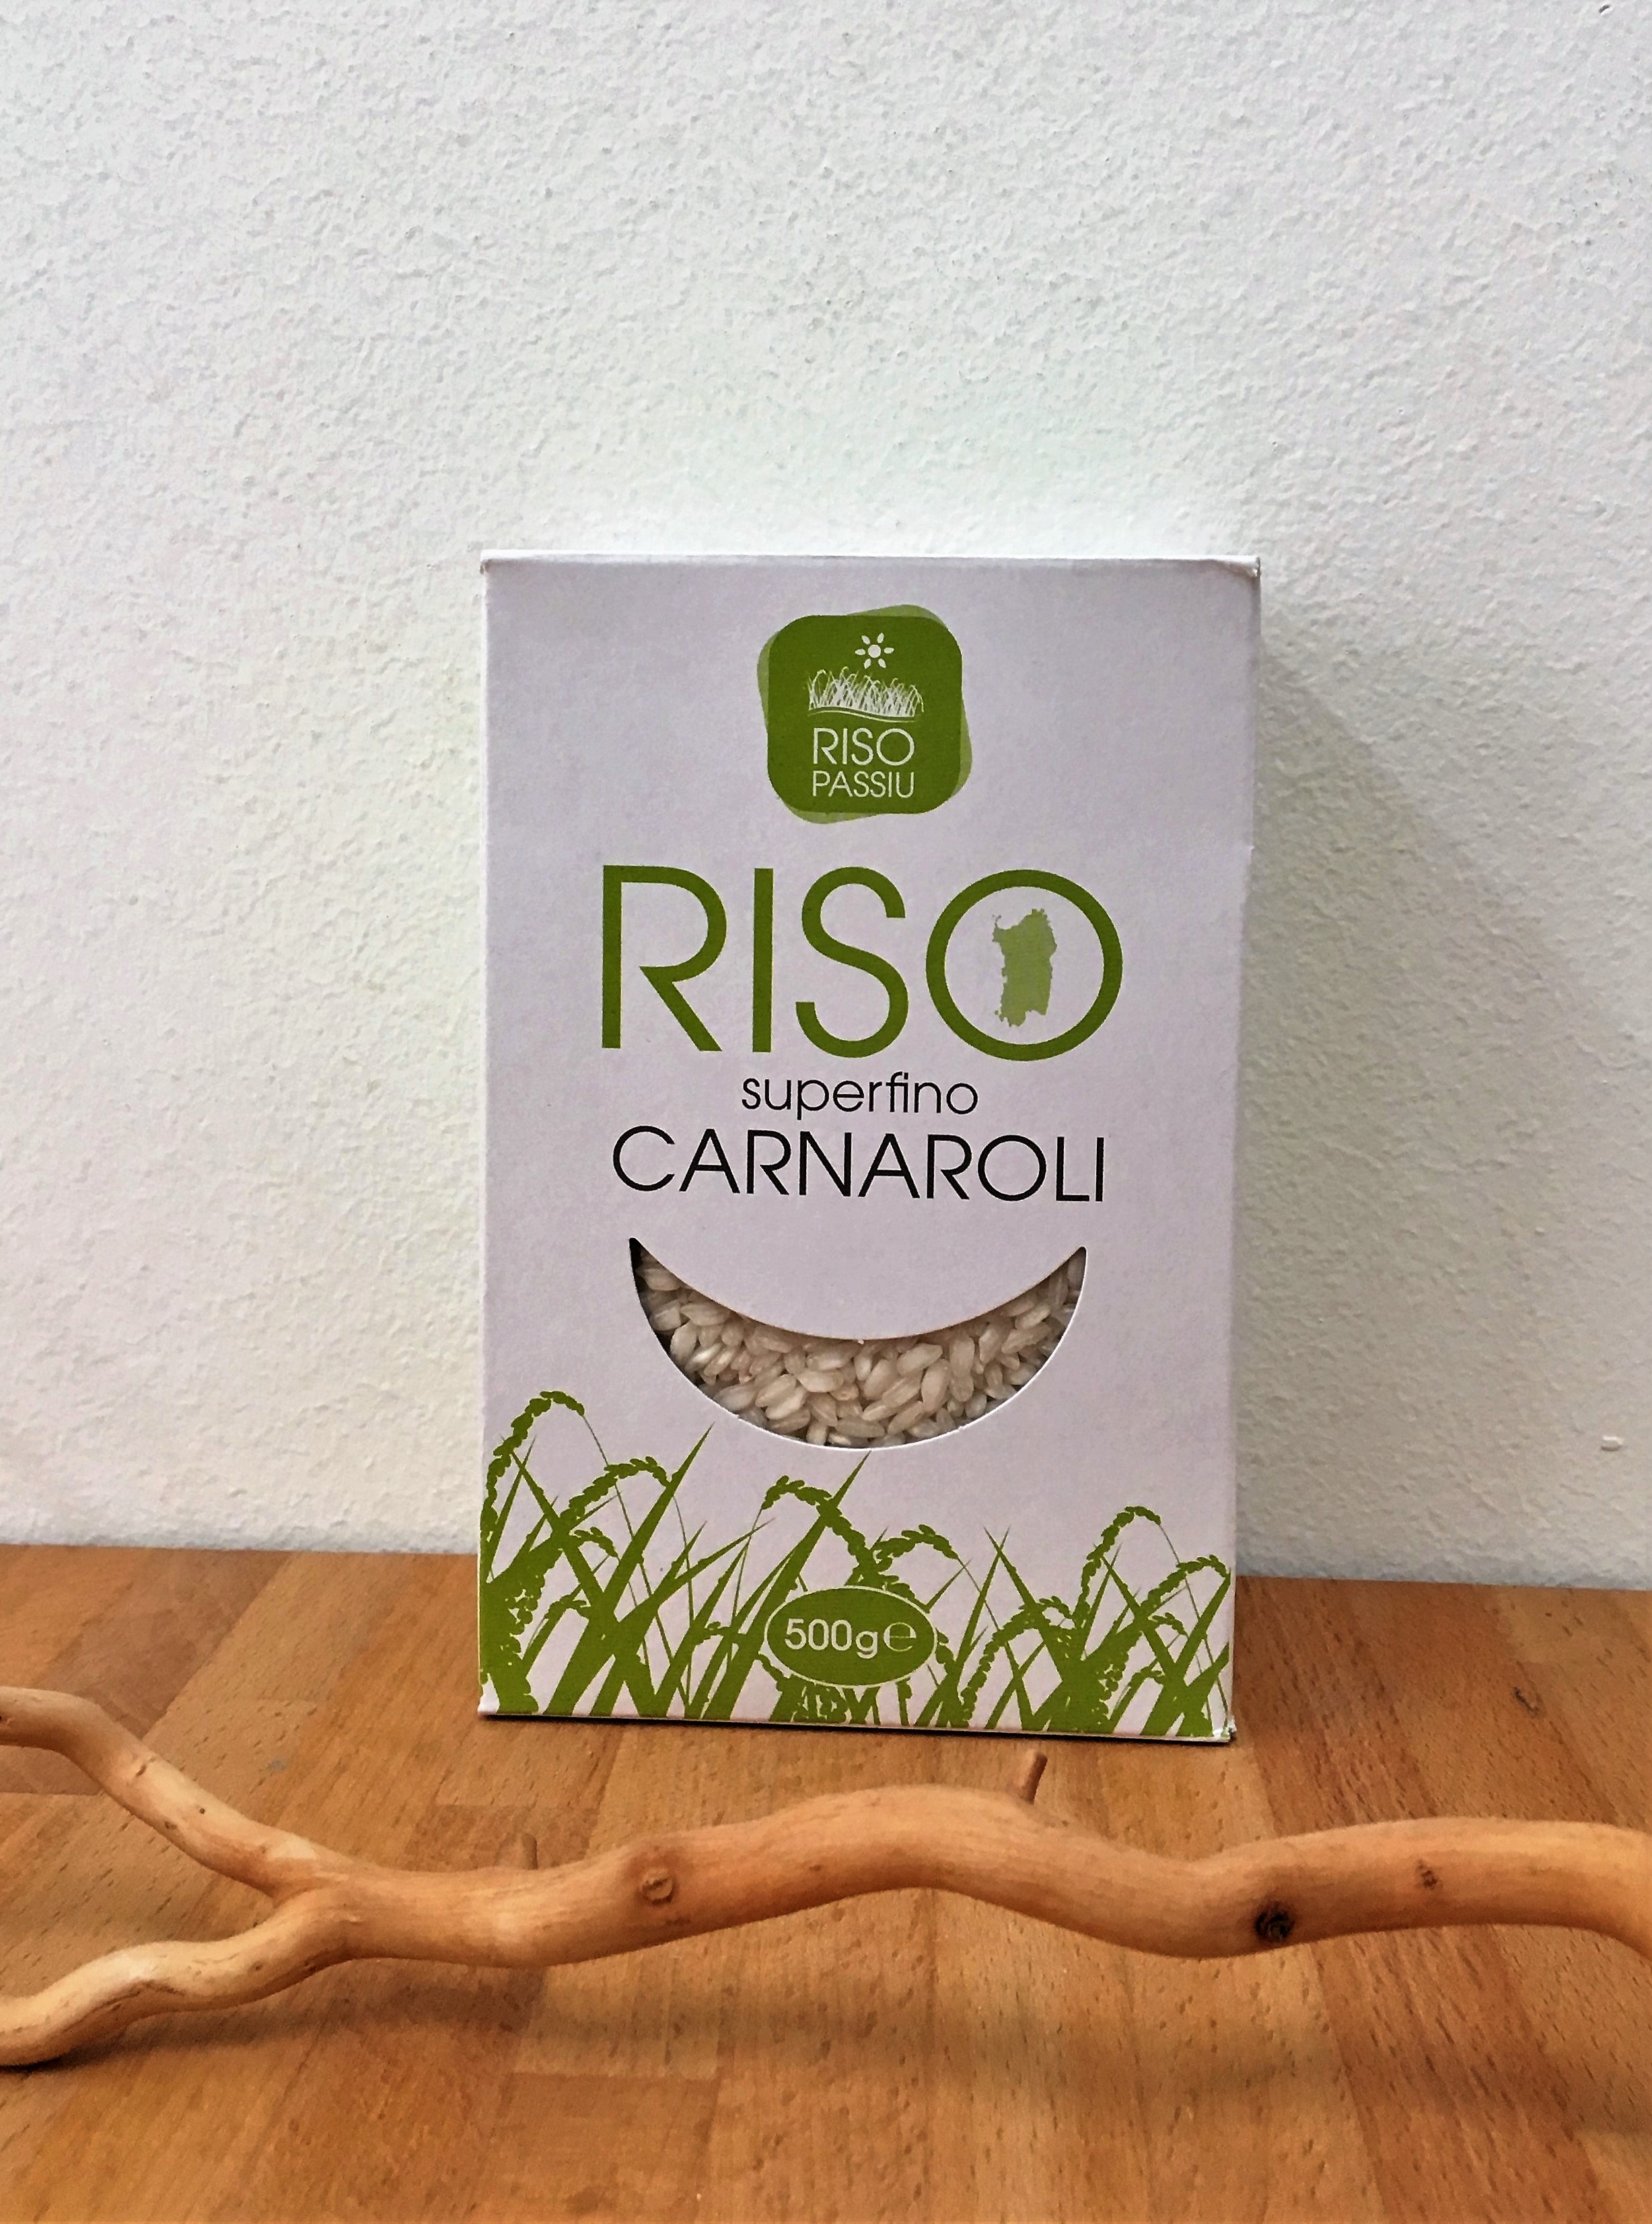 RISO
PASSIU
RISO
superfino
CARNAROLI
500g℮